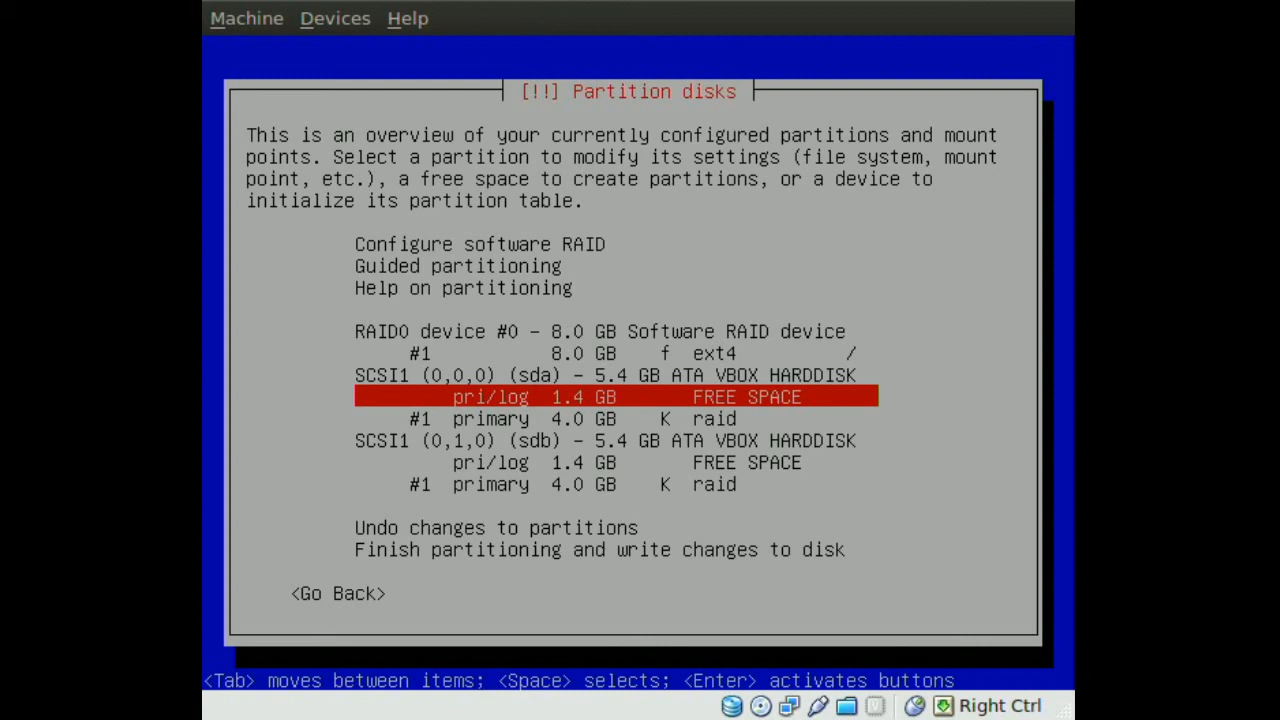 Machine Devices Help
[!!] Partition disks
This is an overview of your currently configured partitions and mount
points. Select a partition to modify its settings (file system, mount
point, etc.), a free space to create partitions, or a device to
initialize its partition table.
Configure software RAID
Guided partitioning
Help on partitioning
RAID0 device #0 - 8.0 GB Software RAID device
#1 8.0 GB f ext4 /
SCSI1 (0,0,0) (sda) - 5.4 GB ATA VBOX HARDDISK
pri/log 1.4 GB FREE SPACE
#1 primary 4.0 GB K raid
SCSI1 (0,1,0) (sdb) - 5.4 GB ATA VBOX HARDDISK
pri/log 1.4 GB FREE SPACE
#1 primary 4.0 GB K raid
Undo changes to partitions
Finish partitioning and write changes to disk
<Go Back>
<Tab> moves between items; <Space> selects; <Enter> activates buttons
Right Ctrl